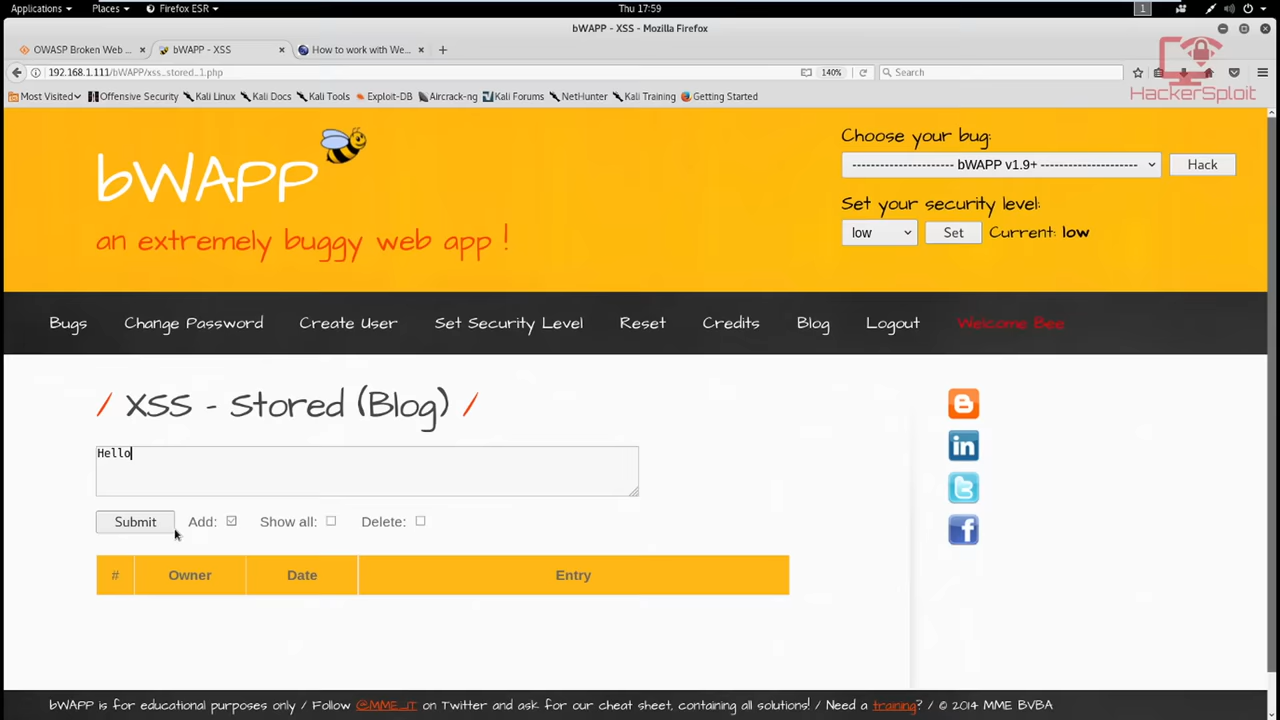 Applications Places Firefox ESR Thu 17:59 1
bWAPP - XSS - Mozilla Firefox
OWASP Broken Web ... bWAPP - XSS How to work with We...
192.168.1.111/bWAPP/xss_stored_1.php 140% Search
Most Visited Offensive Security Kali Linux Kali Docs Kali Tools Exploit-DB Aircrack-ng Kali Forums NetHunter Kali Training Getting Started
HackerSploit
bWAPP
an extremely buggy web app !
Choose your bug:
---------------------- bWAPP v1.9+ --------------------- Hack
Set your security level:
low Set Current: low
Bugs Change Password Create User Set Security Level Reset Credits Blog Logout Welcome Bee
/ XSS - Stored (Blog) /
Hello
Submit Add: Show all: Delete:
# Owner Date Entry
bWAPP is for educational purposes only / Follow @MME_IT on Twitter and ask for our cheat sheet, containing all solutions! / Need a training? / © 2014 MME BVBA